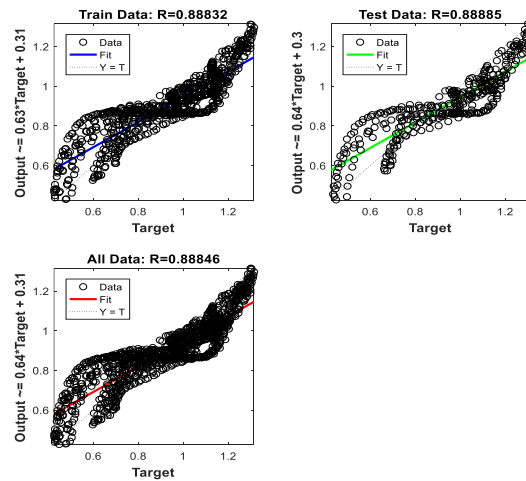 Train Data: R=0.88832
Output ~= 0.63*Target + 0.31
1.2
1
0.8
0.6
Data
Fit
Y = T
0.6 0.8 1 1.2
Target
Test Data: R=0.88885
Output ~= 0.64*Target + 0.3
1.2
1
0.8
0.6
Data
Fit
Y = T
0.6 0.8 1 1.2
Target
All Data: R=0.88846
Output ~= 0.64*Target + 0.31
1.2
1
0.8
0.6
Data
Fit
Y = T
0.6 0.8 1 1.2
Target